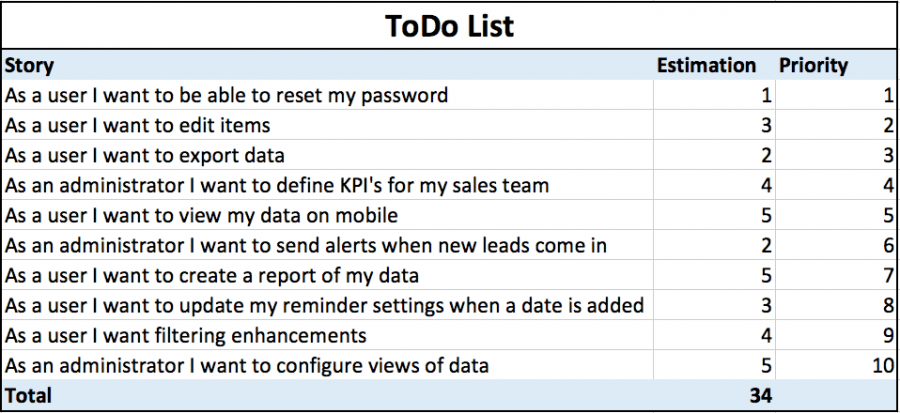 ToDo List
Story Estimation Priority
As a user I want to be able to reset my password 1 1
As a user I want to edit items 3 2
As a user I want to export data 2 3
As an administrator I want to define KPI's for my sales team 4 4
As a user I want to view my data on mobile 5 5
As an administrator I want to send alerts when new leads come in 2 6
As a user I want to create a report of my data 5 7
As a user I want to update my reminder settings when a date is added 3 8
As a user I want filtering enhancements 4 9
As an administrator I want to configure views of data 5 10
Total 34